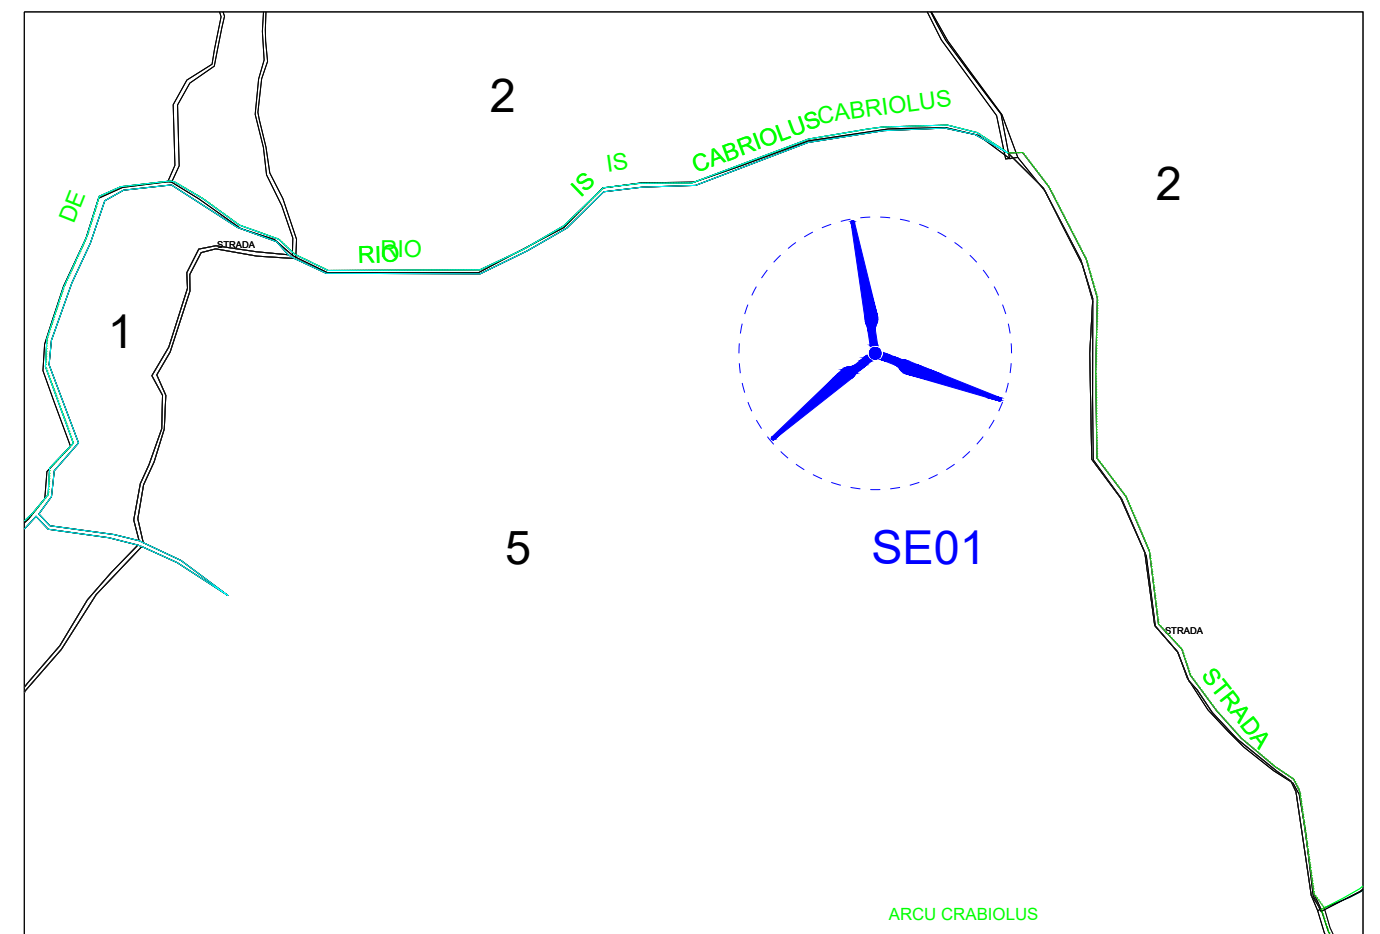 2
CABRIOLUS
CABRIOLUS
IS
IS
2
DE
STRADA
RIO
RIO
1
5
SE01
STRADA
STRADA
ARCU CRABIOLUS